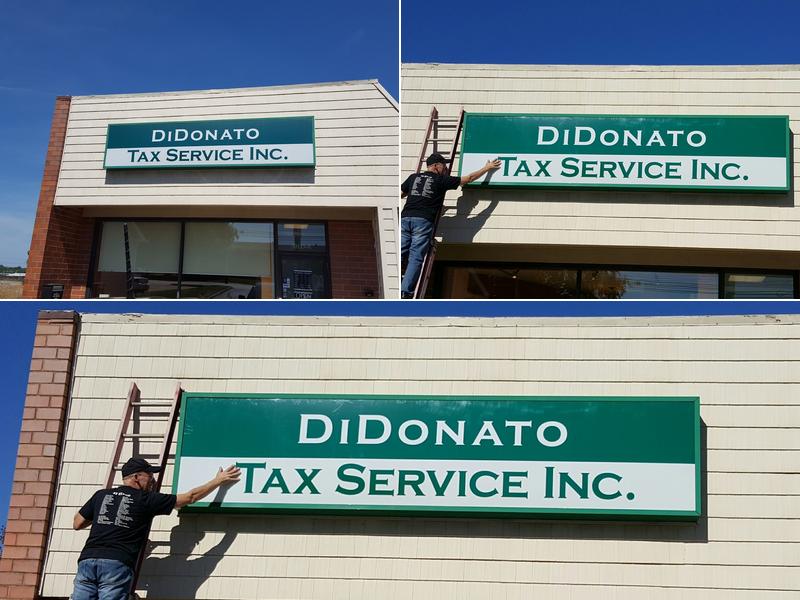 DiDonato
Tax Service Inc.
DiDonato
Tax Service Inc.
DiDonato
Tax Service Inc.